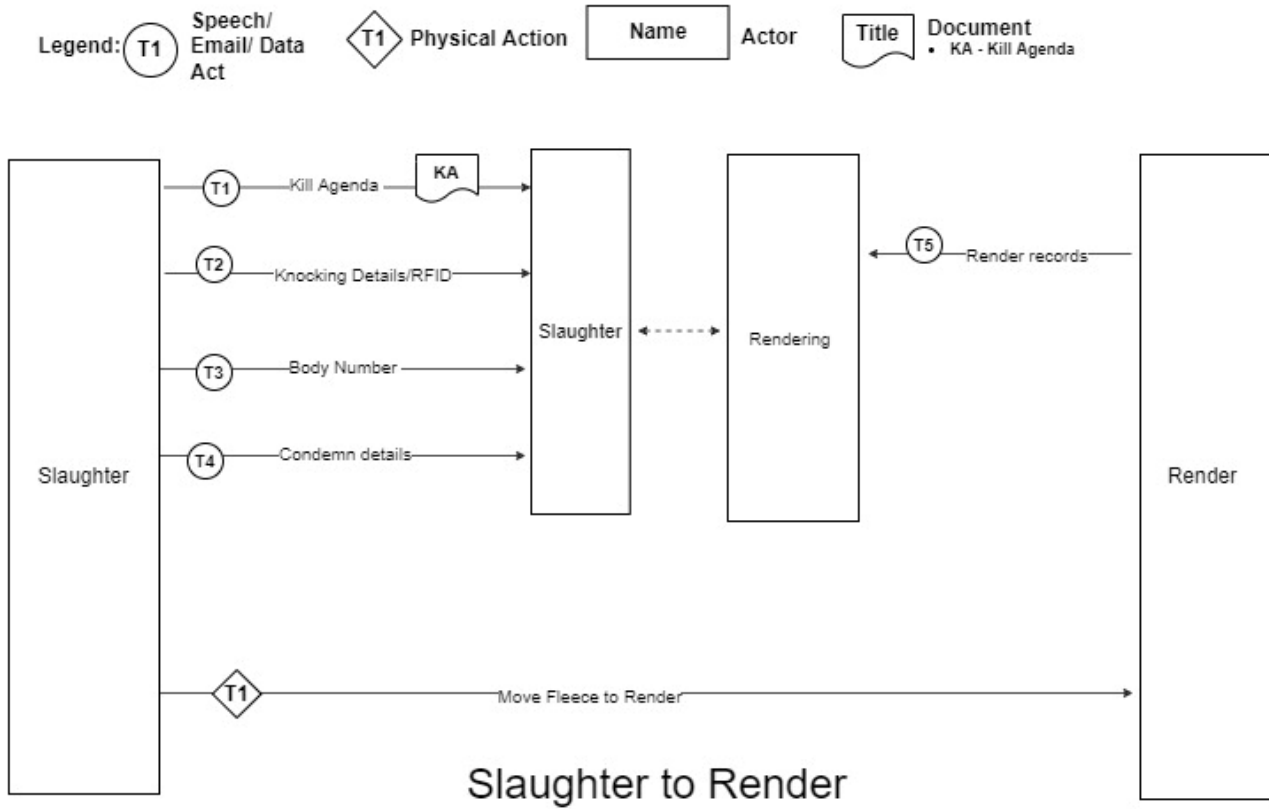 Legend:
T1
Speech/
Email/ Data
Act
T1
Physical Action
Name
Actor
Title
Document
• KA - Kill Agenda
T1
Kill Agenda
KA
T2
Knocking Details/RFID
T5
Render records
Slaughter
Rendering
T3
Body Number
T4
Condemn details
Slaughter
Render
T1
Move Fleece to Render
Slaughter to Render